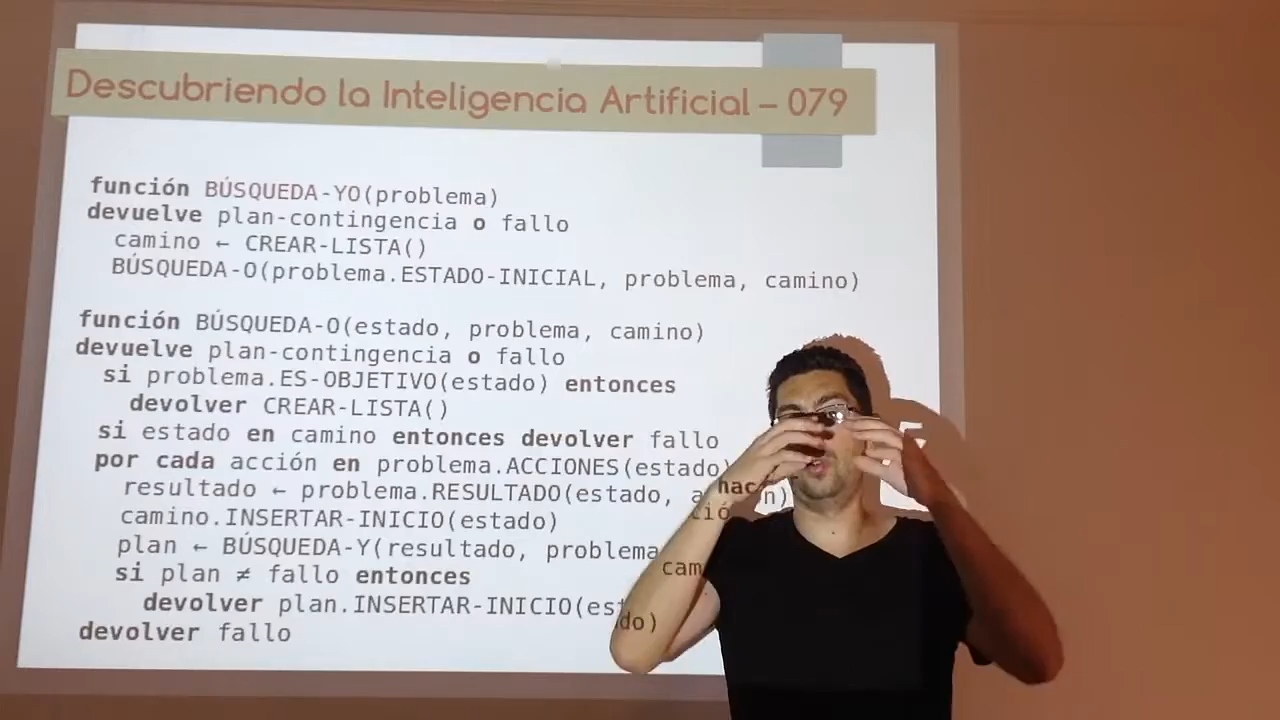 Descubriendo la Inteligencia Artificial – 079
función BÚSQUEDA-YO(problema)
devuelve plan-contingencia o fallo
camino ← CREAR-LISTA()
BÚSQUEDA-O(problema.ESTADO-INICIAL, problema, camino)
función BÚSQUEDA-O(estado, problema, camino)
devuelve plan-contingencia o fallo
si problema.ES-OBJETIVO(estado) entonces
devolver CREAR-LISTA()
si estado en camino entonces devolver fallo
por cada acción en problema.ACCIONES(estado) hac
resultado ← problema.RESULTADO(estado, a n)
camino.INSERTAR-INICIO(estado)
plan ← BÚSQUEDA-Y(resultado, problema cam
si plan ≠ fallo entonces
devolver plan.INSERTAR-INICIO(est do)
devolver fallo